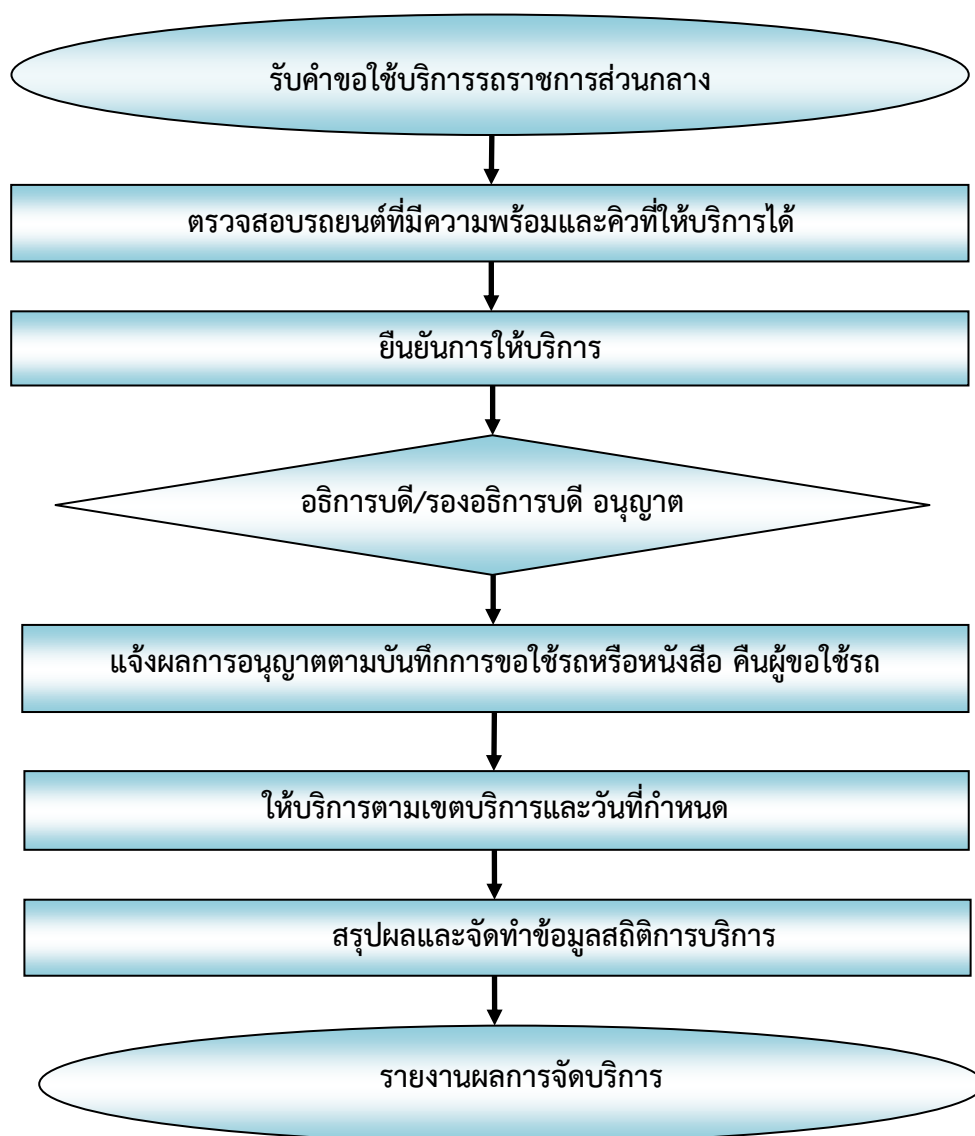 รับคำขอใช้บริการรถราชการส่วนกลาง
ตรวจสอบรถยนต์ที่มีความพร้อมและคิวที่ให้บริการได้
ยืนยันการให้บริการ
อธิการบดี/รองอธิการบดี อนุญาต
แจ้งผลการอนุญาตตามบันทึกการขอใช้รถหรือหนังสือ คืนผู้ขอใช้รถ
ให้บริการตามเขตบริการและวันที่กำหนด
สรุปผลและจัดทำข้อมูลสถิติการบริการ
รายงานผลการจัดบริการ